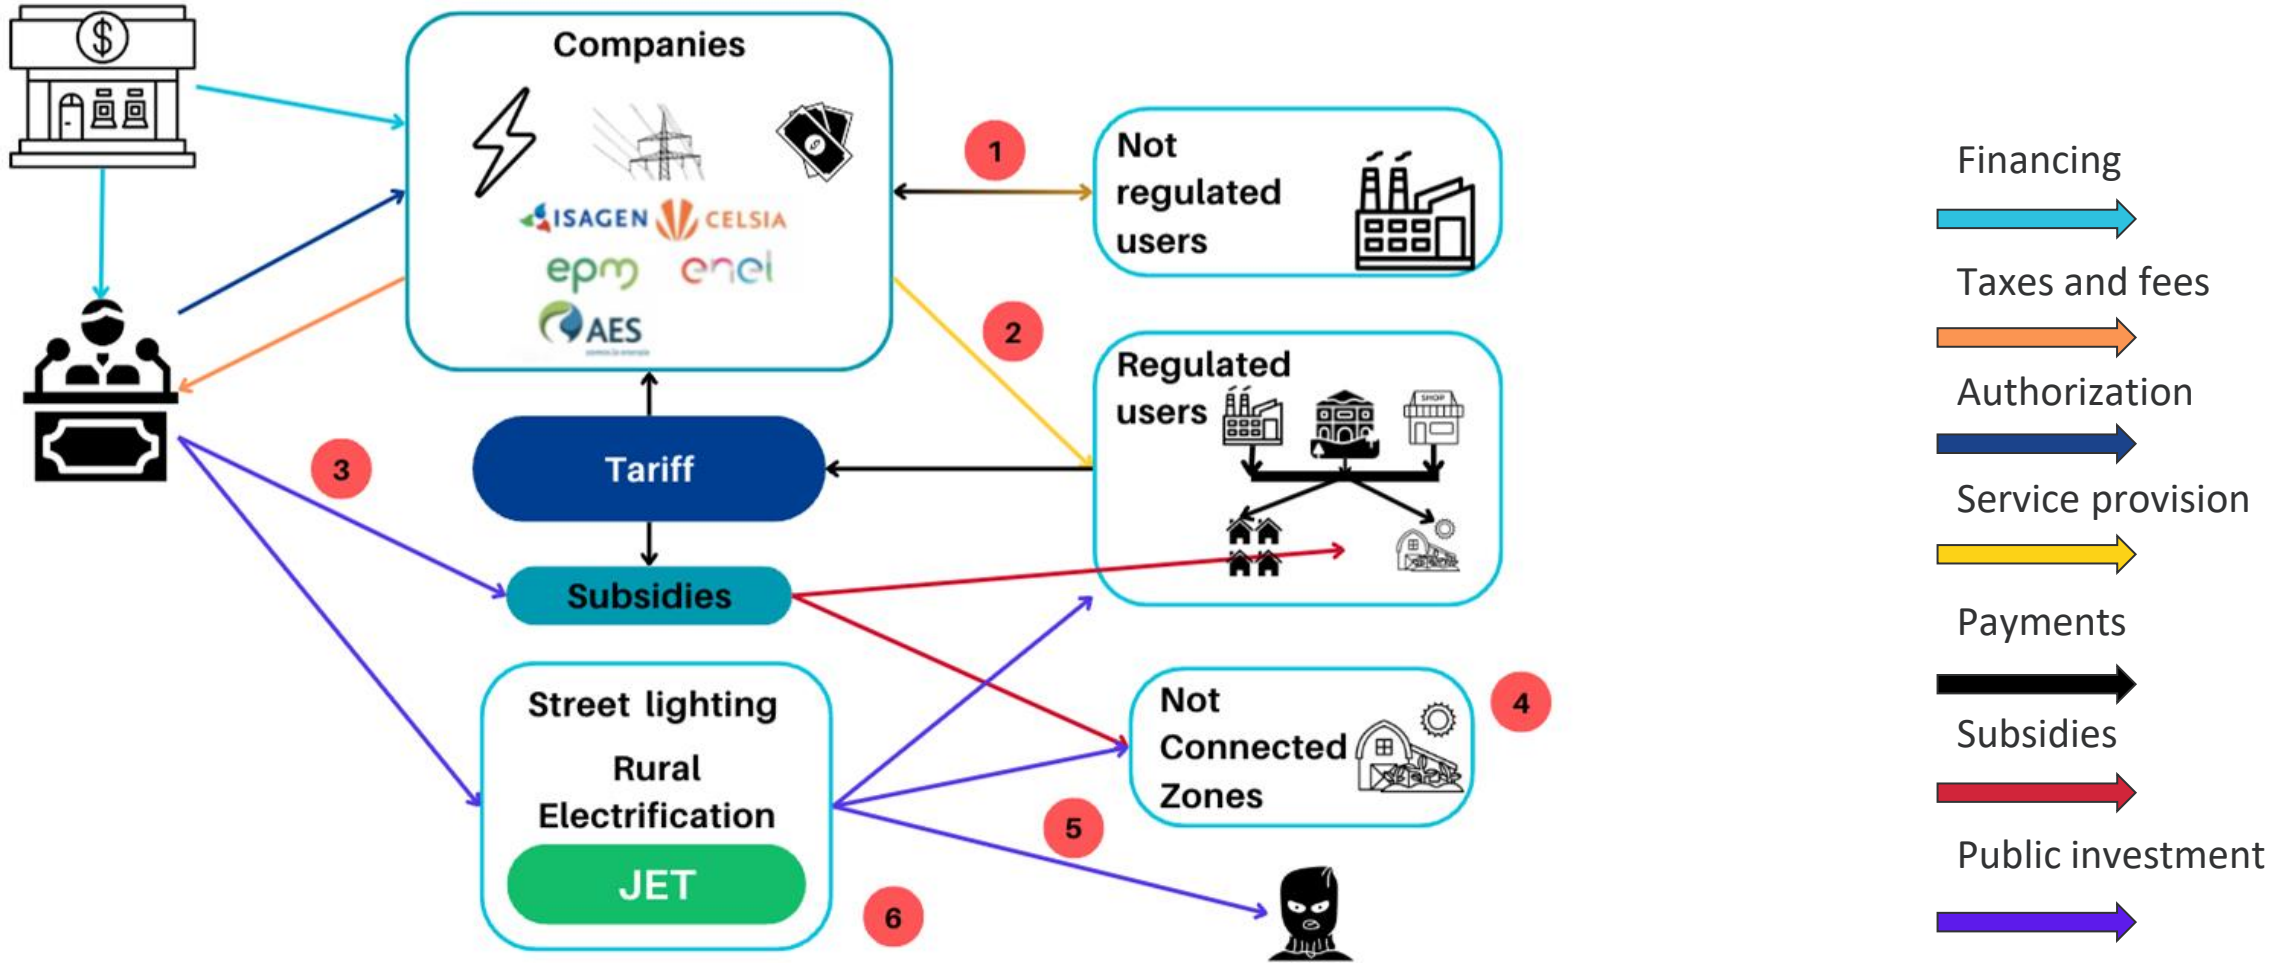 $
Companies
ISAGEN
CELSIA
epm
enel
AES
1
Not
regulated
users
2
Regulated
users
SHOP
Tariff
3
Subsidies
Street lighting
Rural
Electrification
JET
Not
Connected
Zones
4
5
6
Financing
Taxes and fees
Authorization
Service provision
Payments
Subsidies
Public investment